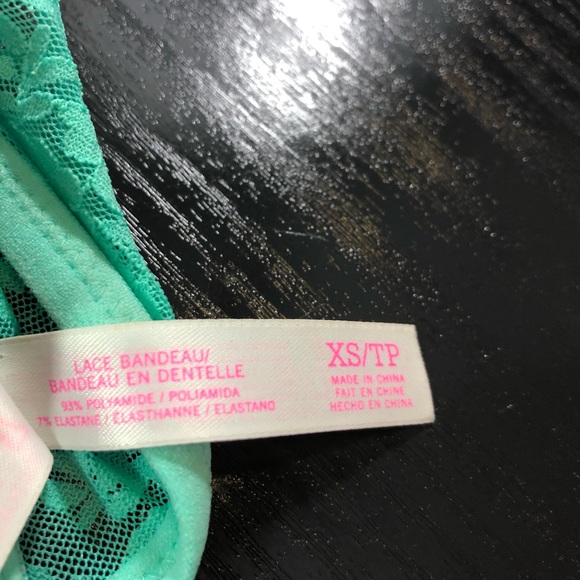 LACE BANDEAU/
BANDEAU EN DENTELLE
93% POLYAMIDE / POLIAMIDA
7% ELASTANE / ÉLASTHANNE / ELASTANO
XS/TP
MADE IN CHINA
FAIT EN CHINE
HECHO EN CHINA